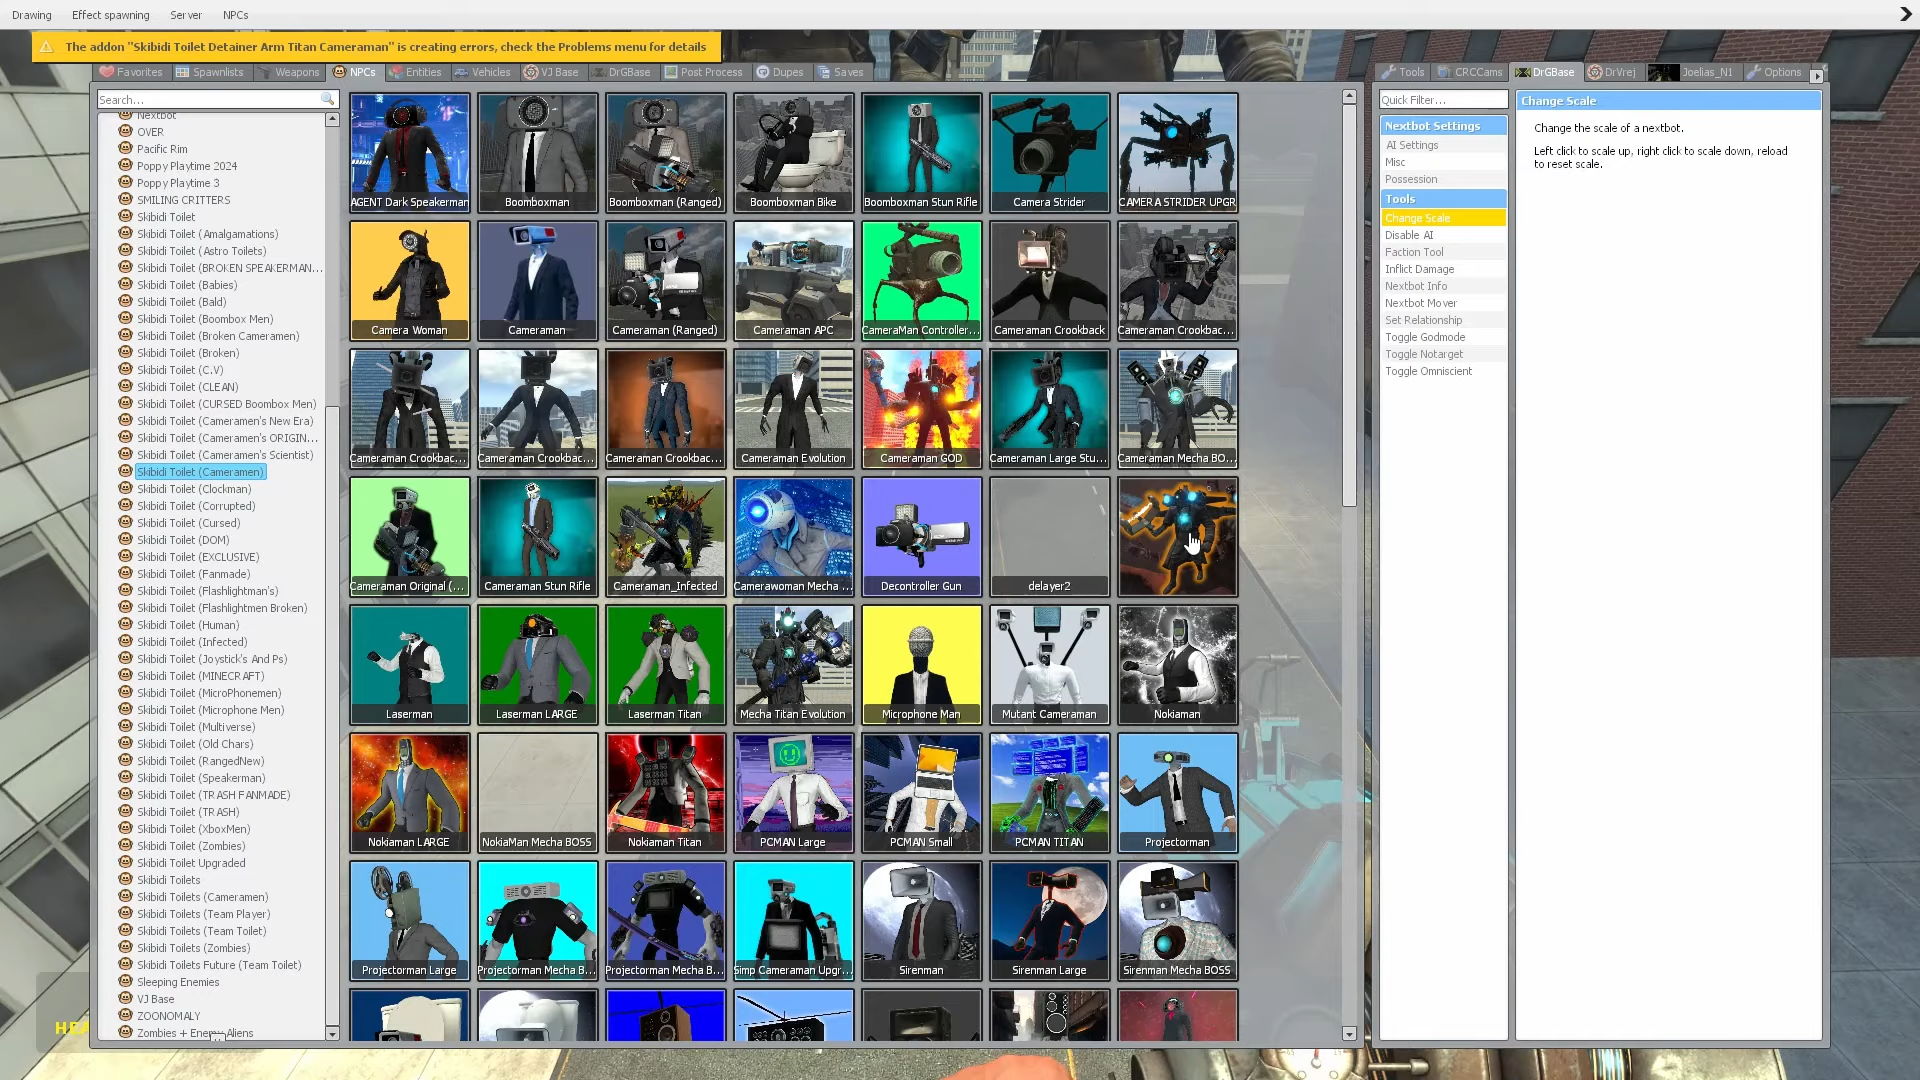 Drawing
Effect spawning
Server
NPCs
The addon "Skibidi Toilet Detainer Arm Titan Cameraman" is creating errors, check the Problems menu for details
Favorites
Spawnlists
Weapons
NPCs
Entities
Vehicles
VJ Base
DrGBase
Post Process
Dupes
Saves
Tools
CRCCams
DrGBase
DrVrej
Joelias_N1
Options
Search...
Nextbot
OVER
Pacific Rim
Poppy Playtime 2024
Poppy Playtime 3
SMILING CRITTERS
Skibidi Toilet
Skibidi Toilet (Amalgamations)
Skibidi Toilet (Astro Toilets)
Skibidi Toilet (BROKEN SPEAKERMAN...
Skibidi Toilet (Babies)
Skibidi Toilet (Bald)
Skibidi Toilet (Boombox Men)
Skibidi Toilet (Broken Cameramen)
Skibidi Toilet (Broken)
Skibidi Toilet (C.V)
Skibidi Toilet (CLEAN)
Skibidi Toilet (CURSED Boombox Men)
Skibidi Toilet (Cameramen's New Era)
Skibidi Toilet (Cameramen's ORIGIN...
Skibidi Toilet (Cameramen's Scientist)
Skibidi Toilet (Cameramen)
Skibidi Toilet (Clockman)
Skibidi Toilet (Corrupted)
Skibidi Toilet (Cursed)
Skibidi Toilet (DOM)
Skibidi Toilet (EXCLUSIVE)
Skibidi Toilet (Fanmade)
Skibidi Toilet (Flashlightman's)
Skibidi Toilet (Flashlightmen Broken)
Skibidi Toilet (Human)
Skibidi Toilet (Infected)
Skibidi Toilet (Joystick's And Ps)
Skibidi Toilet (MINECRAFT)
Skibidi Toilet (MicroPhonemen)
Skibidi Toilet (Microphone Men)
Skibidi Toilet (Multiverse)
Skibidi Toilet (Old Chars)
Skibidi Toilet (RangedNew)
Skibidi Toilet (Speakerman)
Skibidi Toilet (TRASH FANMADE)
Skibidi Toilet (TRASH)
Skibidi Toilet (XboxMen)
Skibidi Toilet (Zombies)
Skibidi Toilet Upgraded
Skibidi Toilets
Skibidi Toilets (Cameramen)
Skibidi Toilets (Team Player)
Skibidi Toilets (Team Toilet)
Skibidi Toilets (Zombies)
Skibidi Toilets Future (Team Toilet)
Sleeping Enemies
VJ Base
ZOONOMALY
Zombies + Enemy Aliens
HEA
AGENT Dark Speakerman
Boomboxman
Boomboxman (Ranged)
Boomboxman Bike
Boomboxman Stun Rifle
Camera Strider
CAMERA STRIDER UPGR
Camera Woman
Cameraman
Cameraman (Ranged)
Cameraman APC
CameraMan Controller...
Cameraman Crookback
Cameraman Crookbac...
Cameraman Crookbac...
Cameraman Crookbac...
Cameraman Crookbac...
Cameraman Evolution
Cameraman GOD
Cameraman Large Stu...
Cameraman Mecha BO...
Cameraman Original (...
Cameraman Stun Rifle
Cameraman_Infected
Camerawoman Mecha ...
Decontroller Gun
delayer2
Laserman
Laserman LARGE
Laserman Titan
Mecha Titan Evolution
Microphone Man
Mutant Cameraman
Nokiaman
Nokiaman LARGE
NokiaMan Mecha BOSS
Nokiaman Titan
PCMAN Large
PCMAN Small
PCMAN TITAN
Projectorman
Projectorman Large
Projectorman Mecha B...
Projectorman Mecha B...
Simp Cameraman Upgr...
Sirenman
Sirenman Large
Sirenman Mecha BOSS
Quick Filter...
Nextbot Settings
AI Settings
Misc
Possession
Tools
Change Scale
Disable AI
Faction Tool
Inflict Damage
Nextbot Info
Nextbot Mover
Set Relationship
Toggle Godmode
Toggle Notarget
Toggle Omniscient
Change Scale
Change the scale of a nextbot.
Left click to scale up, right click to scale down, reload
to reset scale.